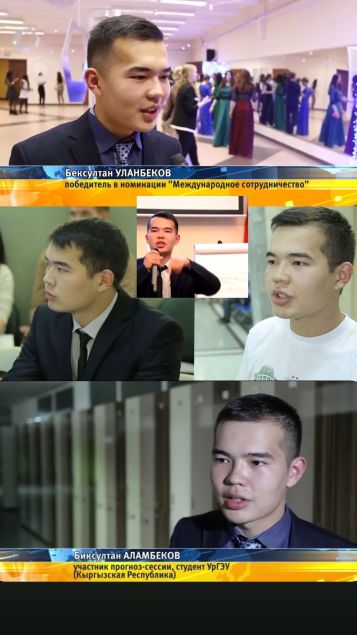 Бексултан УЛАНБЕКОВ
победитель в номинации "Международное сотрудничество"
Биксултан АЛАМБЕКОВ
участник прогноз-сессии, студент УрГЭУ
(Кыргызская Республика)